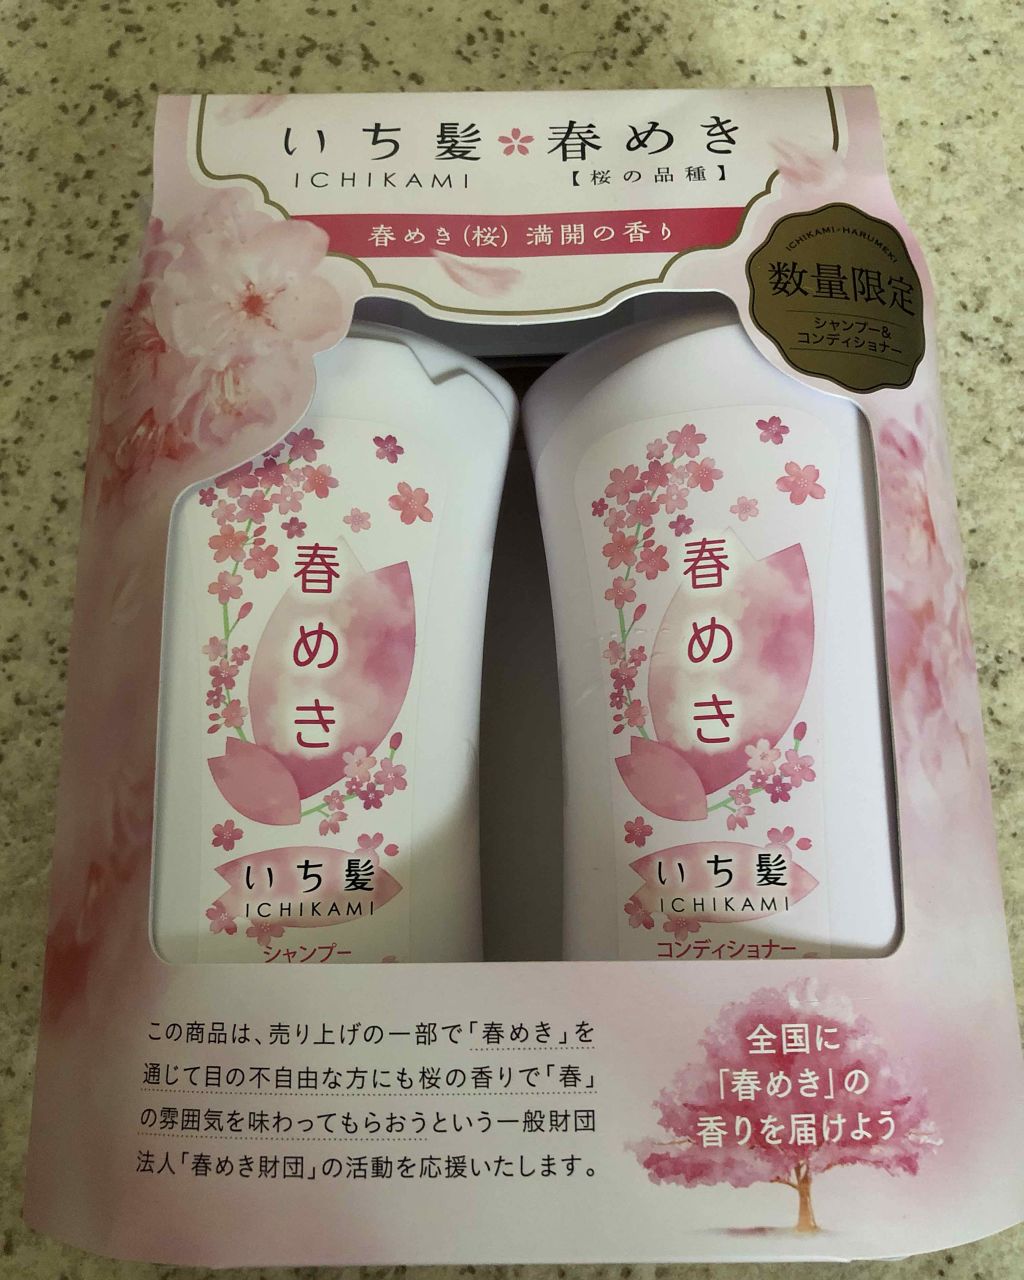 いち髪 春めき
ICHIKAMI 【桜の品種】
春めき(桜) 満開の香り
ICHIKAMI-HARUMEKI
数量限定
シャンプー&
コンディショナー
春めき
いち髪
ICHIKAMI
シャンプー
春めき
いち髪
ICHIKAMI
コンディショナー
この商品は、売り上げの一部で「春めき」を
通じて目の不自由な方にも桜の香りで「春」
の雰囲気を味わってもらおうという一般財団
法人「春めき財団」の活動を応援いたします。
全国に
「春めき」の
香りを届けよう